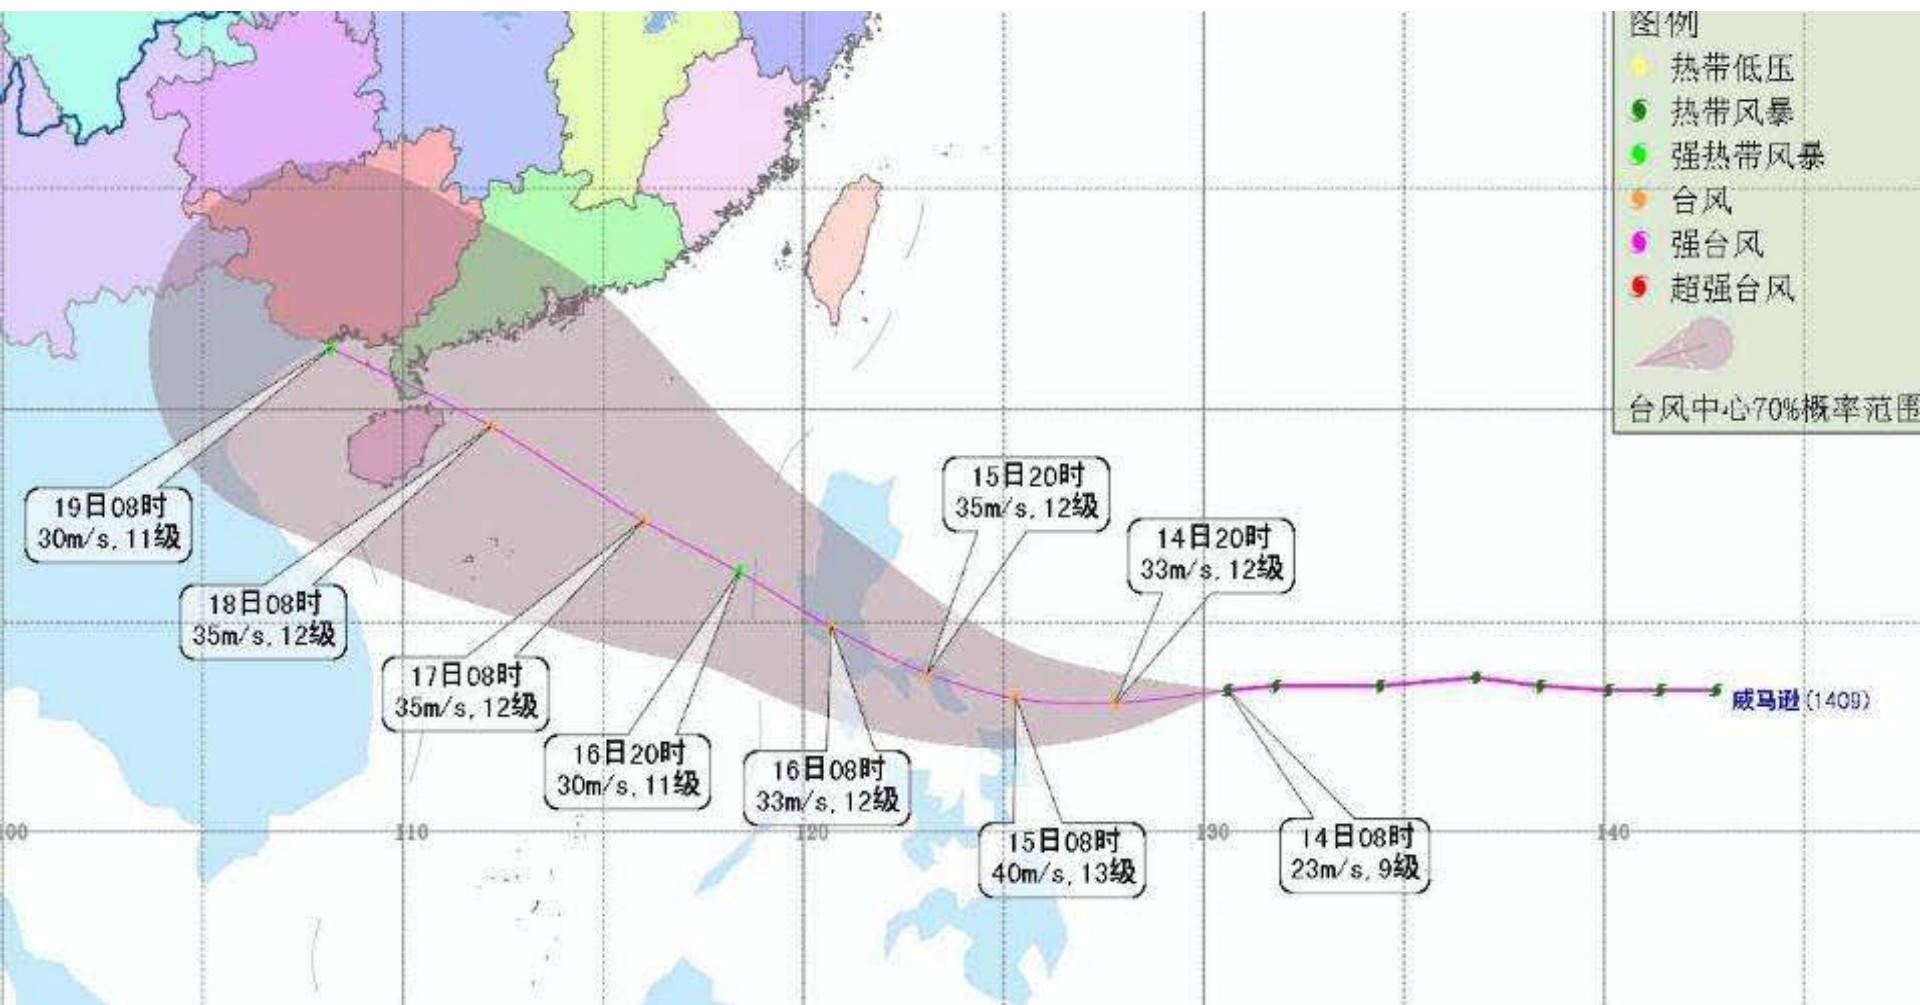 图例
热带低压
热带风暴
强热带风暴
台风
强台风
超强台风
台风中心70%概率范围
15日20时
35m/s,12级
14日20时
33m/s,12级
19日08时
30m/s,11级
18日08时
35m/s,12级
17日08时
35m/s,12级
威马逊(1409)
16日20时
30m/s,11级
16日08时
33m/s,12级
15日08时
40m/s,13级
14日08时
23m/s,9级
00
110
120
130
140